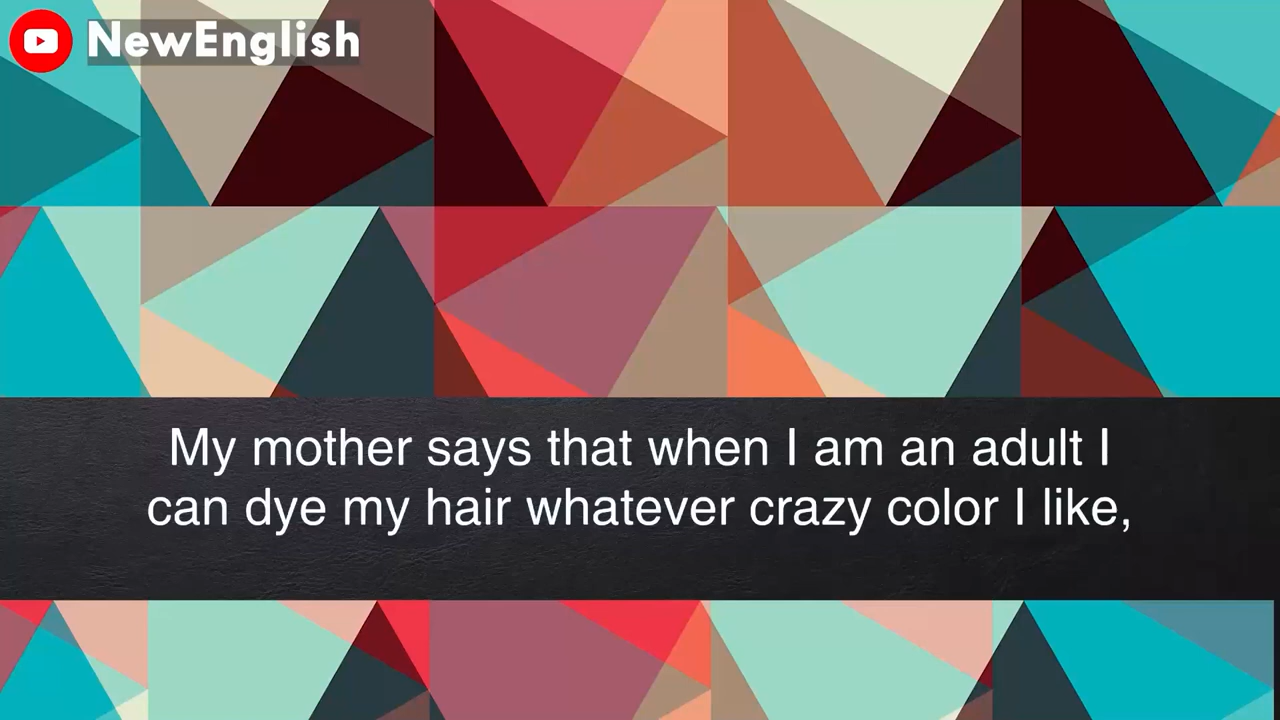 NewEnglish
My mother says that when I am an adult I
can dye my hair whatever crazy color I like,